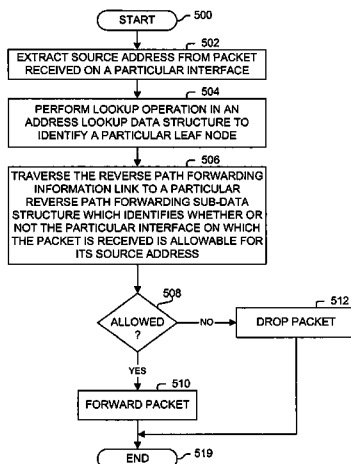 START
500
502
EXTRACT SOURCE ADDRESS FROM PACKET
RECEIVED ON A PARTICULAR INTERFACE
504
PERFORM LOOKUP OPERATION IN AN
ADDRESS LOOKUP DATA STRUCTURE TO
IDENTIFY A PARTICULAR LEAF NODE
506
TRAVERSE THE REVERSE PATH FORWARDING
INFORMATION LINK TO A PARTICULAR
REVERSE PATH FORWARDING SUB-DATA
STRUCTURE WHICH IDENTIFIES WHETHER OR
NOT THE PARTICULAR INTERFACE ON WHICH
THE PACKET IS RECEIVED IS ALLOWABLE FOR
ITS SOURCE ADDRESS
508
ALLOWED
?
NO
512
DROP PACKET
YES
510
FORWARD PACKET
END
519